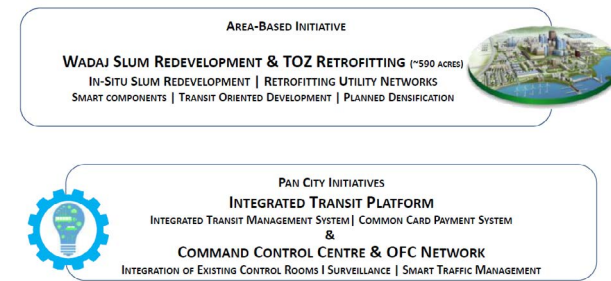 AREA-BASED INITIATIVE
WADAJ SLUM REDEVELOPMENT & TOZ RETROFITTING (~590 ACRES)
IN-SITU SLUM REDEVELOPMENT | RETROFITTING UTILITY NETWORKS
SMART COMPONENTS | TRANSIT ORIENTED DEVELOPMENT | PLANNED DENSIFICATION
PAN CITY INITIATIVES
INTEGRATED TRANSIT PLATFORM
INTEGRATED TRANSIT MANAGEMENT SYSTEM| COMMON CARD PAYMENT SYSTEM
&
COMMAND CONTROL CENTRE & OFC NETWORK
INTEGRATION OF EXISTING CONTROL ROOMS I SURVEILLANCE | SMART TRAFFIC MANAGEMENT